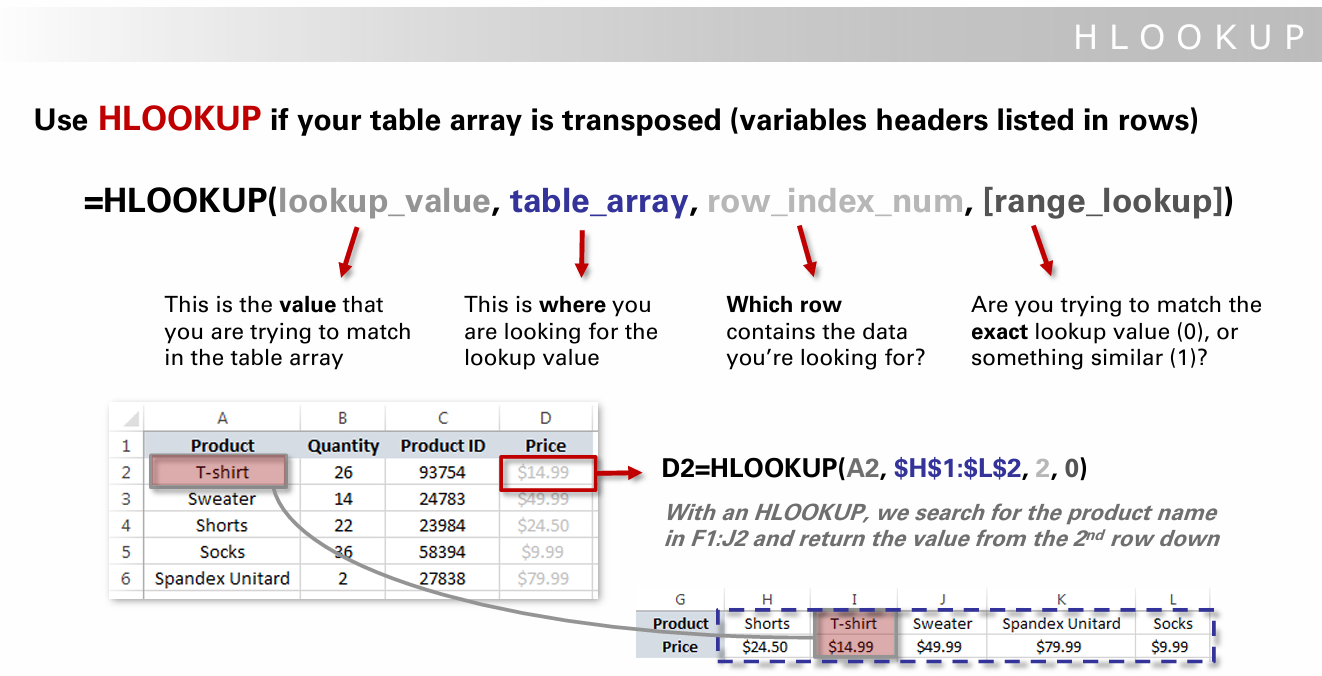 HLOOKUP
Use HLOOKUP if your table array is transposed (variables headers listed in rows)
=HLOOKUP(lookup_value, table_array, row_index_num, [range_lookup])
This is the value that
you are trying to match
in the table array
This is where you
are looking for the
lookup value
Which row
contains the data
you're looking for?
Are you trying to match the
exact lookup value (0), or
something similar (1)?
A B C D
1 Product Quantity Product ID Price
2 T-shirt 26 93754 $14.99
3 Sweater 14 24783 $49.99
4 Shorts 22 23984 $24.50
5 Socks 36 58394 $9.99
6 Spandex Unitard 2 27838 $79.99
D2=HLOOKUP(A2, $H$1:$L$2, 2, 0)
With an HLOOKUP, we search for the product name
in F1:J2 and return the value from the 2nd row down
G H I J K L
Product Shorts T-shirt Sweater Spandex Unitard Socks
Price $24.50 $14.99 $49.99 $79.99 $9.99